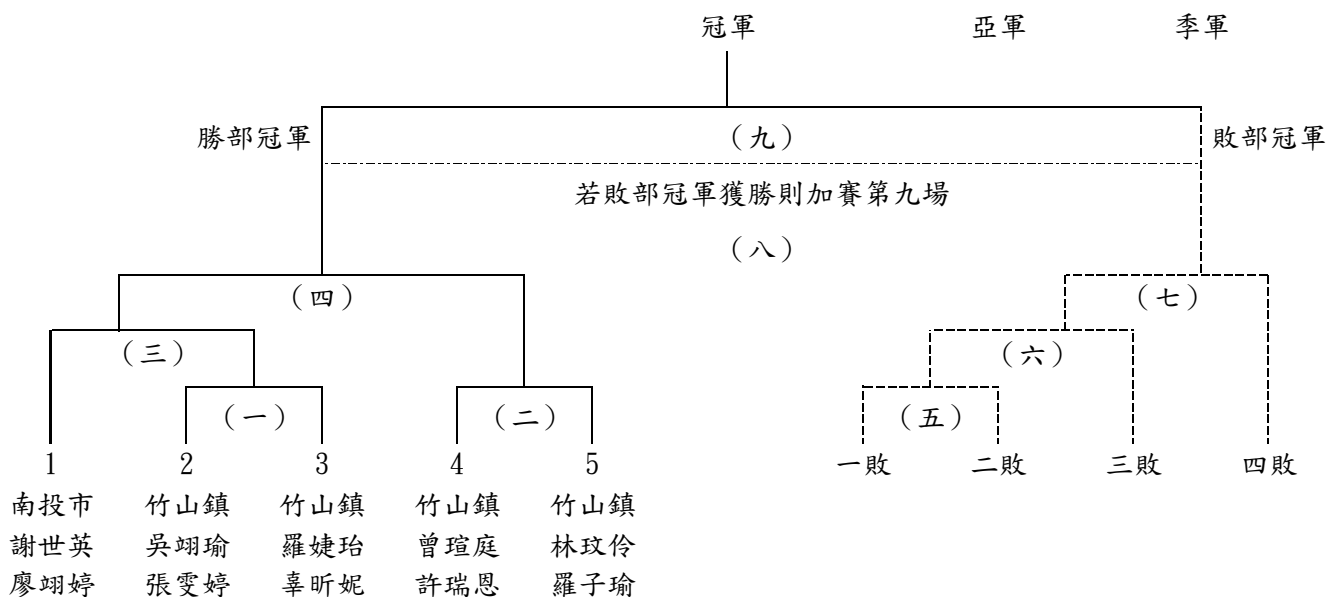 冠軍 亞軍 季軍
勝部冠軍 (九) 敗部冠軍
若敗部冠軍獲勝則加賽第九場
(八)
(四) (七)
(三) (六)
(一) (二) (五)
1 2 3 4 5 一敗 二敗 三敗 四敗
南投市 竹山鎮 竹山鎮 竹山鎮 竹山鎮
謝世英 吳翊瑜 羅婕珆 曾瑄庭 林玟伶
廖翊婷 張雯婷 辜昕妮 許瑞恩 羅子瑜